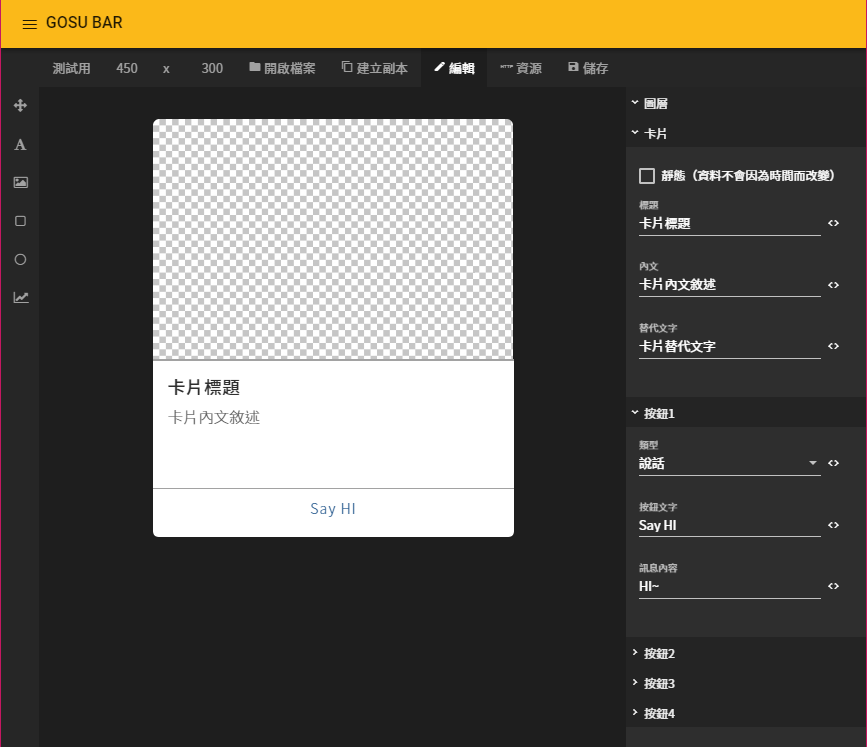 GOSU BAR
測試用 450 x 300 開啟檔案 建立副本 編輯 HTTP 資源 儲存
圖層
卡片
靜態（資料不會因為時間而改變）
標題
卡片標題
內文
卡片內文敘述
替代文字
卡片替代文字
按鈕1
類型
說話
按鈕文字
Say HI
訊息內容
HI~
按鈕2
按鈕3
按鈕4
卡片標題
卡片內文敘述
Say HI